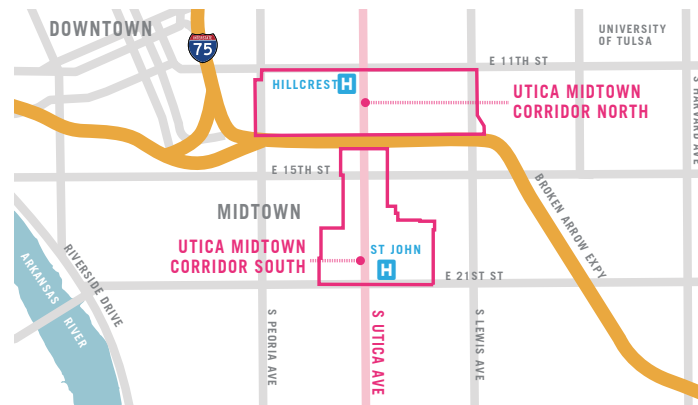 DOWNTOWN
INTERSTATE
75
UNIVERSITY
OF TULSA
E 11TH ST
HILLCREST H
UTICA MIDTOWN
CORRIDOR NORTH
S HARVARD AVE
E 15TH ST
MIDTOWN
BROKEN ARROW EXPY
UTICA MIDTOWN
CORRIDOR SOUTH
ST JOHN
H
E 21ST ST
RIVERSIDE DRIVE
ARKANSAS
RIVER
S PEORIA AVE
S UTICA AVE
S LEWIS AVE